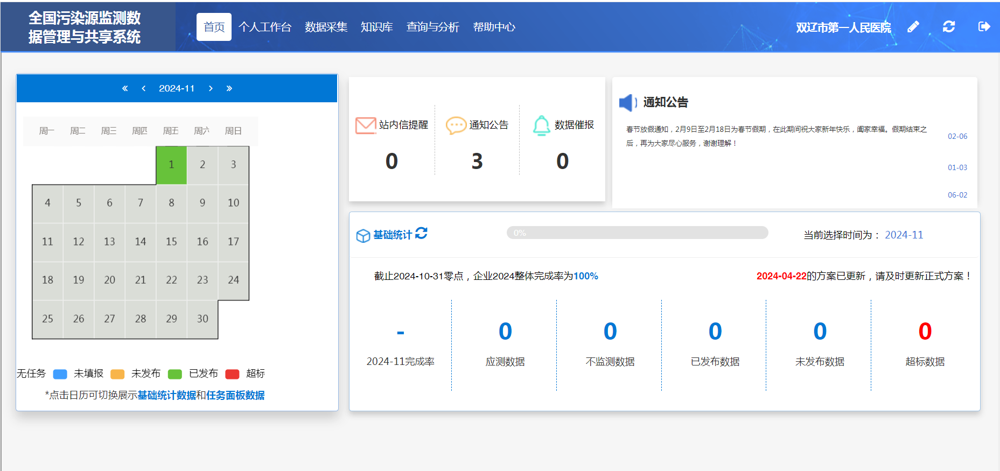 全国污染源监测数
据管理与共享系统
首页 个人工作台 数据采集 知识库 查询与分析 帮助中心
双辽市第一人民医院
2024-11
周一 周二 周三 周四 周五 周六 周日
1 2 3
4 5 6 7 8 9 10
11 12 13 14 15 16 17
18 19 20 21 22 23 24
25 26 27 28 29 30
无任务 未填报 未发布 已发布 超标
*点击日历可切换展示基础统计数据和任务面板数据
站内信提醒 通知公告 数据催报
0 3 0
通知公告
春节放假通知，2月9日至2月18日为春节假期，在此期间祝大家新年快乐，阖家幸福。假期结束之
后，再为大家尽心服务，谢谢理解！
02-06
01-03
06-02
基础统计
0%
当前选择时间为： 2024-11
截止2024-10-31零点，企业2024整体完成率为100%
2024-04-22的方案已更新，请及时更新正式方案！
- 0 0 0 0 0
2024-11完成率 应测数据 不监测数据 已发布数据 未发布数据 超标数据